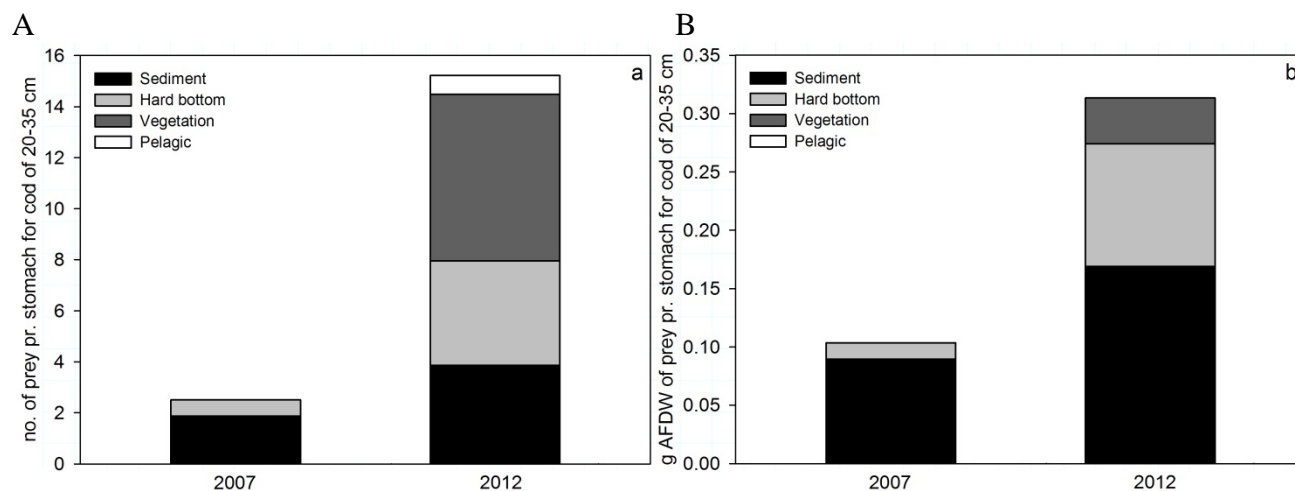 A
no. of prey pr. stomach for cod of 20-35 cm
16
14
12
10
8
6
4
2
0
Sediment
Hard bottom
Vegetation
Pelagic
a
2007
2012
B
g AFDW of prey pr. stomach for cod of 20-35 cm
0.35
0.30
0.25
0.20
0.15
0.10
0.05
0.00
Sediment
Hard bottom
Vegetation
Pelagic
b
2007
2012